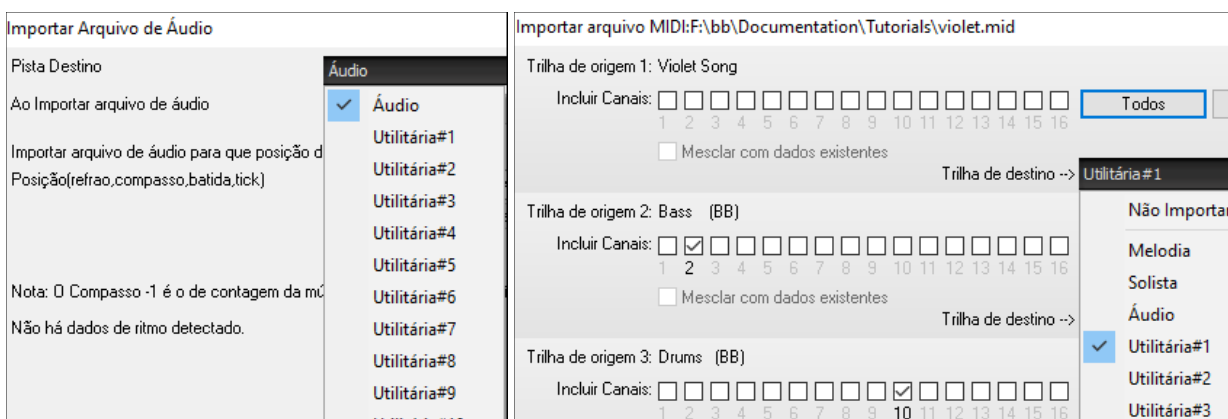 Importar Arquivo de Áudio
Pista Destino
Áudio
Ao Importar arquivo de áudio
Áudio
Utilitária#1
Importar arquivo de áudio para que posição d
Utilitária#2
Posição(refrao,compasso,batida,tick)
Utilitária#3
Utilitária#4
Utilitária#5
Nota: O Compasso -1 é o de contagem da mú
Utilitária#6
Não há dados de ritmo detectado.
Utilitária#7
Utilitária#8
Utilitária#9
Importar arquivo MIDI:F:\bb\Documentation\Tutorials\violet.mid
Trilha de origem 1: Violet Song
Incluir Canais:
Todos
1 2 3 4 5 6 7 8 9 10 11 12 13 14 15 16
Mesclar com dados existentes
Trilha de destino -->
Utilitária#1
Trilha de origem 2: Bass (BB)
Não Importar
Incluir Canais:
Melodia
1 2 3 4 5 6 7 8 9 10 11 12 13 14 15 16
Solista
Mesclar com dados existentes
Trilha de destino -->
Áudio
Utilitária#1
Trilha de origem 3: Drums (BB)
Utilitária#2
Incluir Canais:
Utilitária#3
1 2 3 4 5 6 7 8 9 10 11 12 13 14 15 16